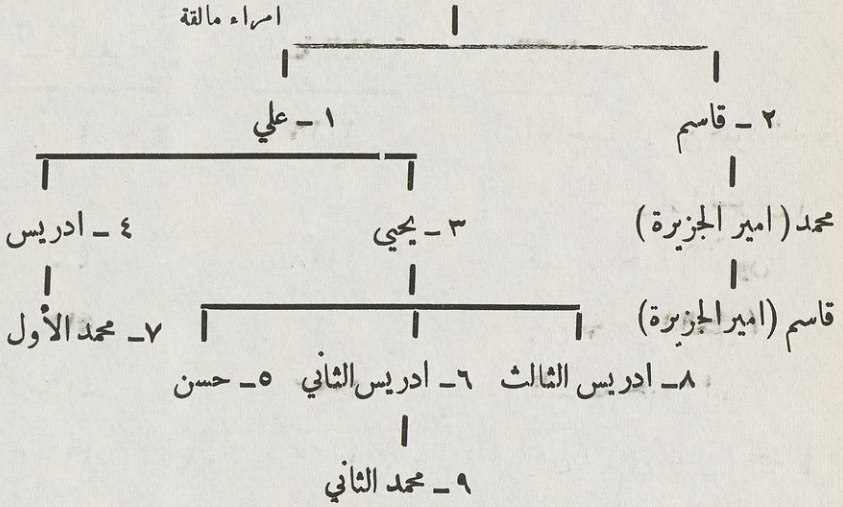 امراء مالقة
٢ – قاسم ١ – علي
محمد (امير الجزيرة) ٣ – يحيي ٤ – ادريس
قاسم (امير الجزيرة) ٧– محمد الأول
٨– ادريس الثالث ٦– ادريس الثاني ٥– حسن
٩ – محمد الثاني